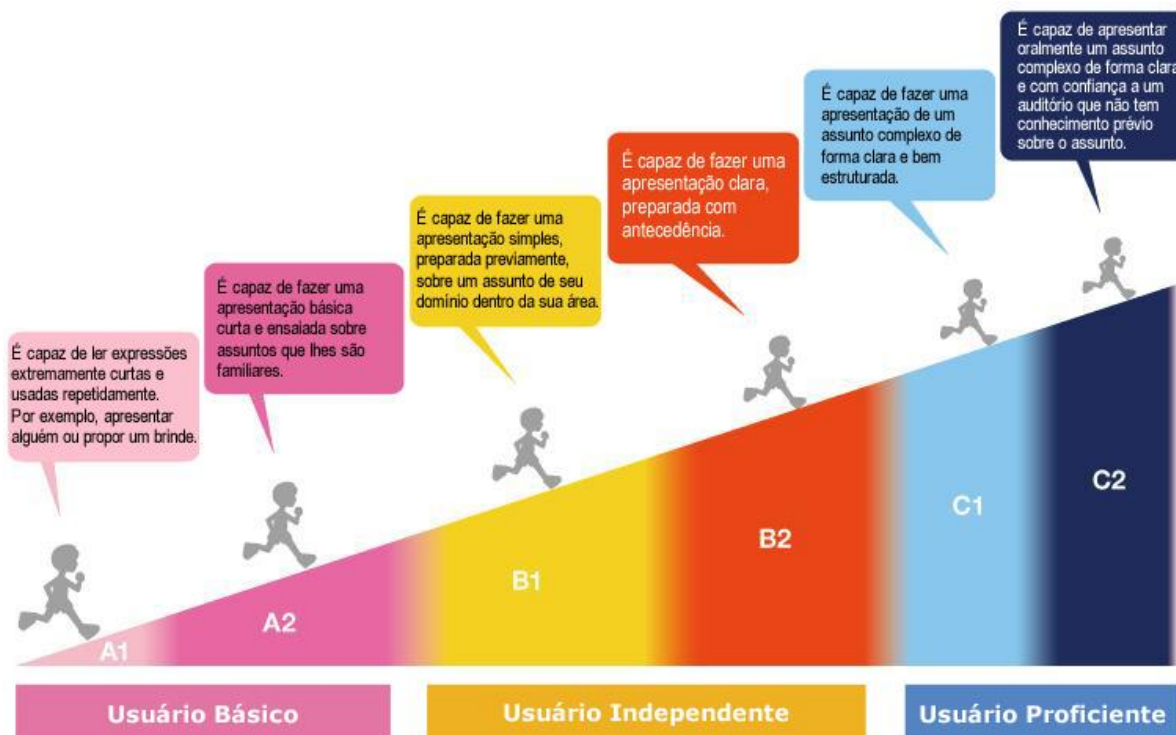 É capaz de ler expressões
extremamente curtas e
usadas repetidamente.
Por exemplo, apresentar
alguém ou propor um brinde.
É capaz de fazer uma
apresentação básica
curta e ensaiada sobre
assuntos que lhes são
familiares.
É capaz de fazer uma
apresentação simples,
preparada previamente,
sobre um assunto de seu
domínio dentro da sua área.
É capaz de fazer uma
apresentação clara,
preparada com
antecedência.
É capaz de fazer uma
apresentação de um
assunto complexo de
forma clara e bem
estruturada.
É capaz de apresentar
oralmente um assunto
complexo de forma clara
e com confiança a um
auditório que não tem
conhecimento prévio
sobre o assunto.
A1
A2
B1
B2
C1
C2
Usuário Básico
Usuário Independente
Usuário Proficiente